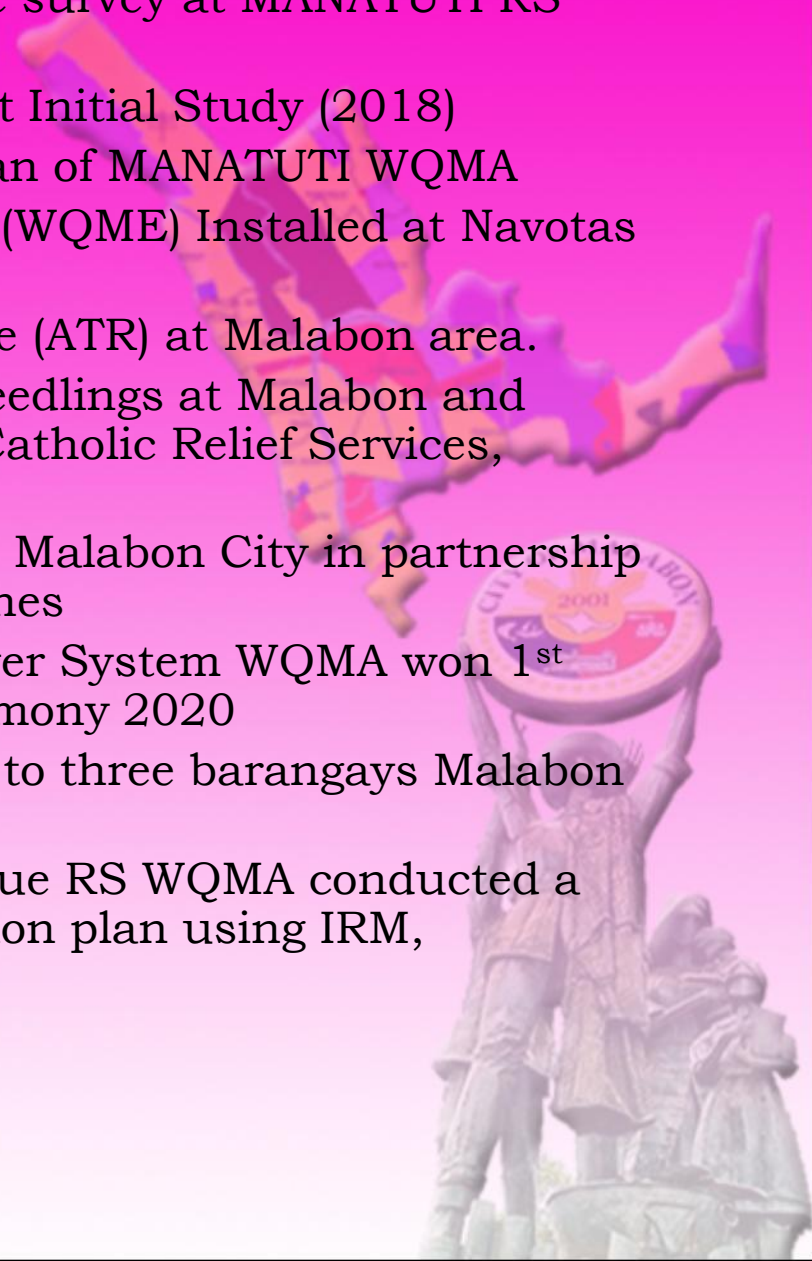 survey at MANATUTI RS
t Initial Study (2018)
an of MANATUTI WQMA
(WQME) Installed at Navotas
e (ATR) at Malabon area.
eedlings at Malabon and
Catholic Relief Services,
Malabon City in partnership
nes
er System WQMA won 1st
mony 2020
to three barangays Malabon
ue RS WQMA conducted a
on plan using IRM,
2001